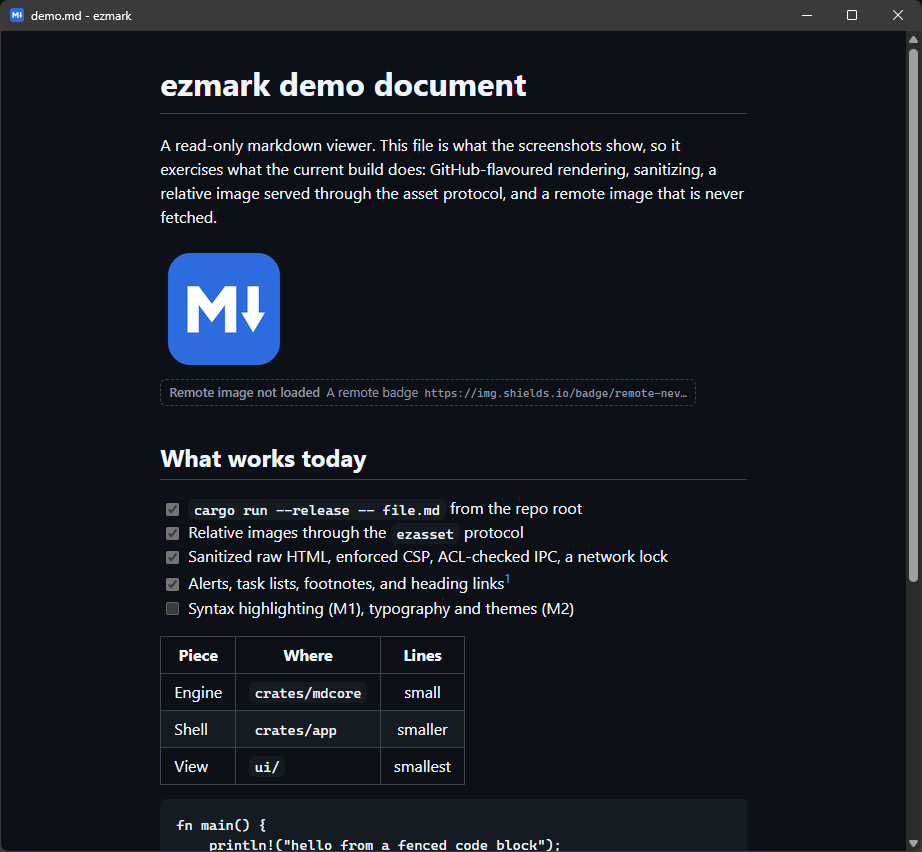 demo.md - ezmark
ezmark demo document
A read-only markdown viewer. This file is what the screenshots show, so it
exercises what the current build does: GitHub-flavoured rendering, sanitizing, a
relative image served through the asset protocol, and a remote image that is never
fetched.
M
Remote image not loaded A remote badge https://img.shields.io/badge/remote-nev…
What works today
cargo run --release -- file.md from the repo root
Relative images through the ezasset protocol
Sanitized raw HTML, enforced CSP, ACL-checked IPC, a network lock
Alerts, task lists, footnotes, and heading links1
Syntax highlighting (M1), typography and themes (M2)
Piece Where Lines
Engine crates/mdcore small
Shell crates/app smaller
View ui/ smallest
fn main() {
println!("hello from a fenced code block");